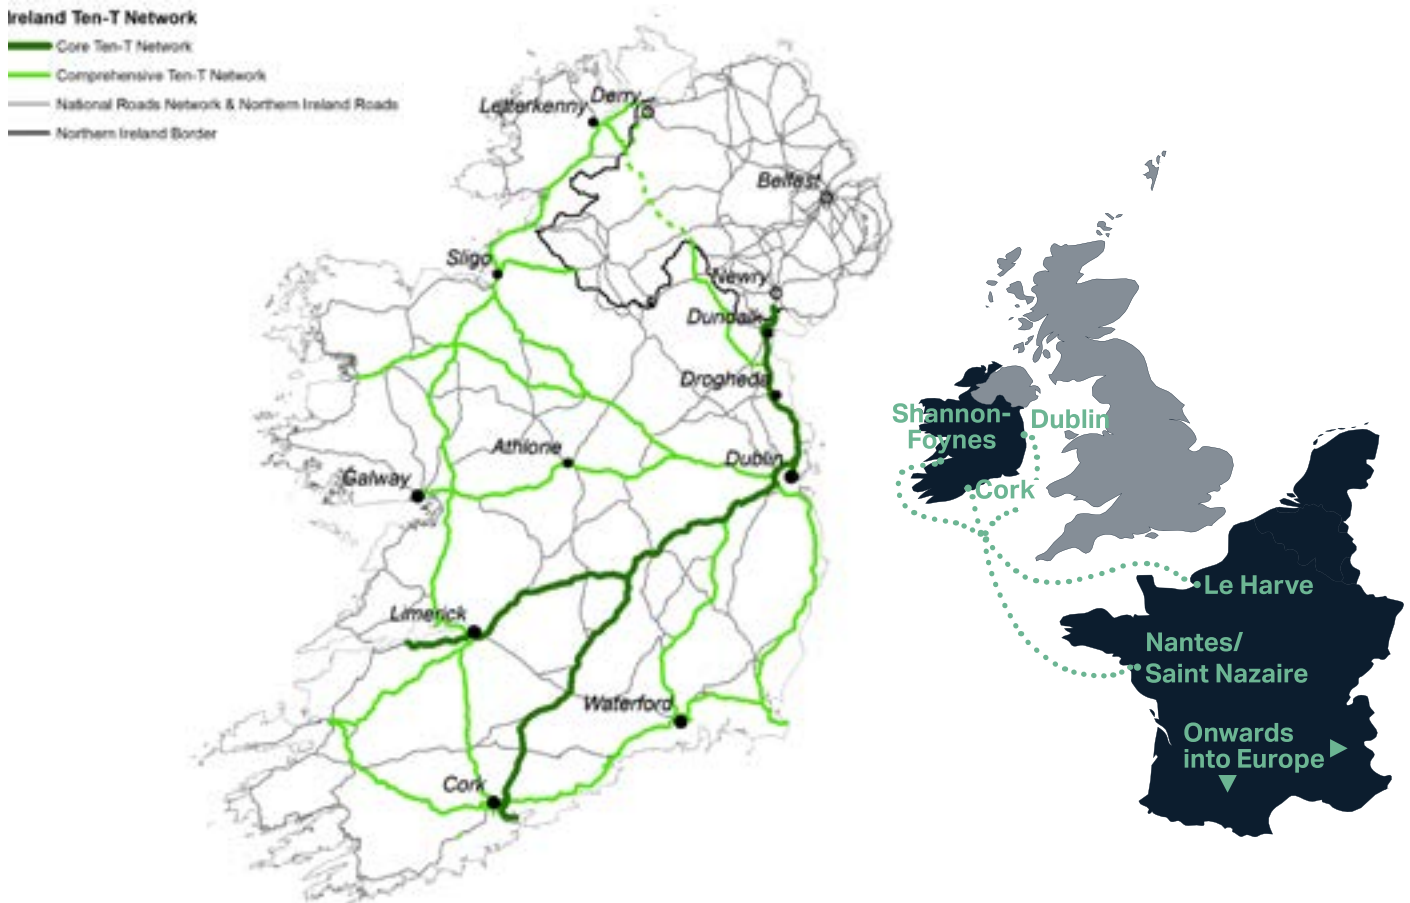 Ireland Ten-T Network
Core Ten-T Network
Comprehensive Ten-T Network
National Roads Network & Northern Ireland Roads
Northern Ireland Border
Derry
Letterkenny
Belfast
Sligo
Newry
Dundalk
Drogheda
Athlone
Dublin
Galway
Limerick
Waterford
Cork
Shannon-
Foynes
Dublin
Cork
Le Harve
Nantes/
Saint Nazaire
Onwards
into Europe